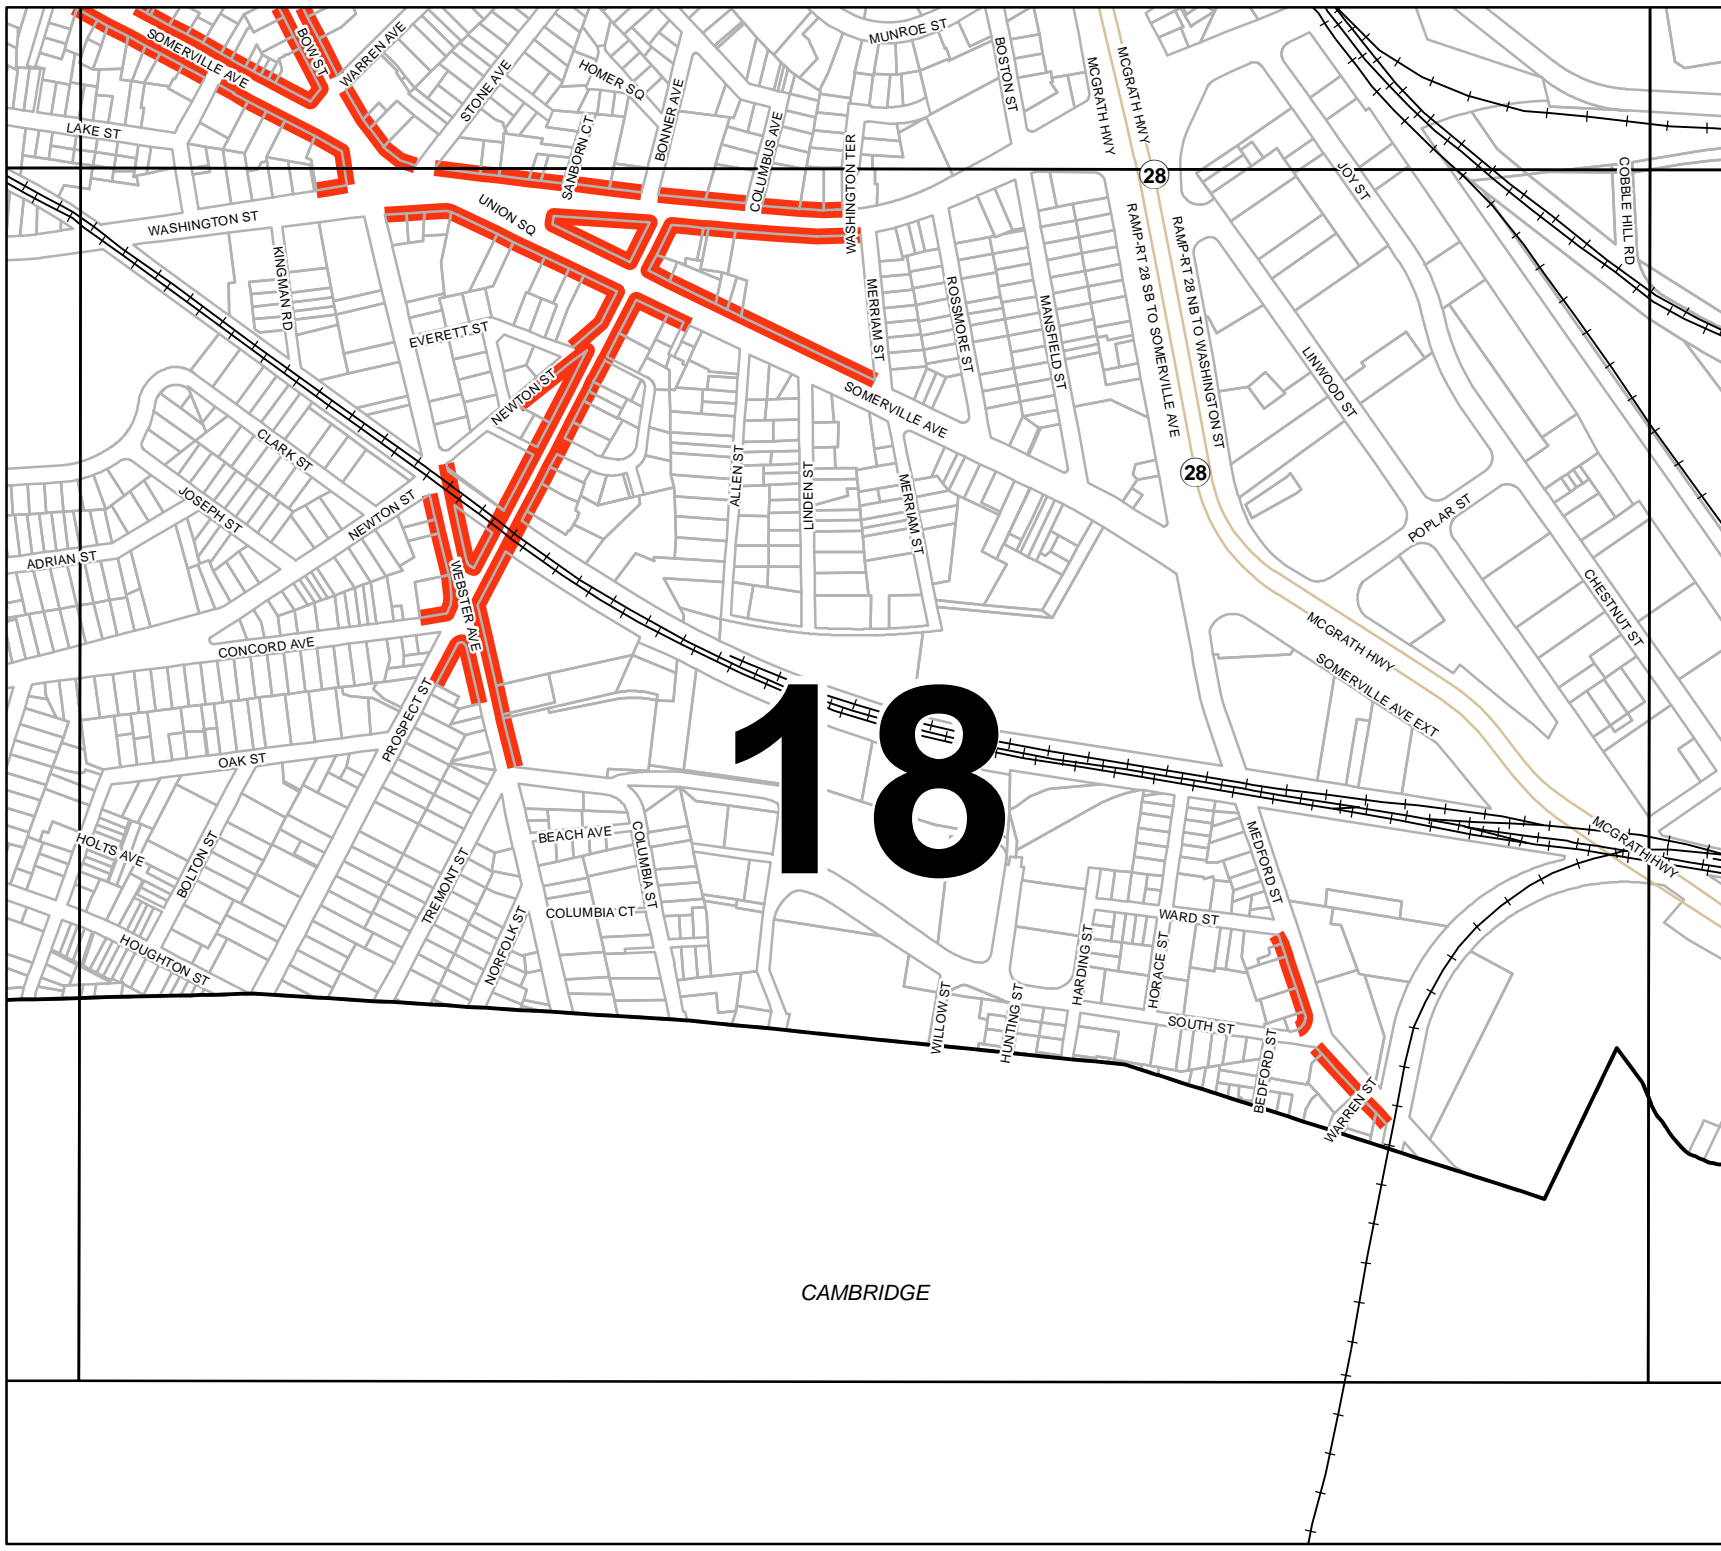 SOMERVILLE AVE
BOW ST
WARREN AVE
STONE AVE
HOMER SQ
MUNROE ST
BOSTON ST
MCGRATH HWY
MCGRATH HWY
LAKE ST
SANBORN CT
BONNER AVE
COLUMBUS AVE
WASHINGTON TER
28
JOY ST
COBBLE HILL RD
WASHINGTON ST
UNION SQ
KINGMAN RD
EVERETT ST
NEWTON ST
MERRIAM ST
ROSSMORE ST
MANSFIELD ST
RAMP-RT 28 SB TO SOMERVILLE AVE
RAMP-RT 28 NB TO WASHINGTON ST
LINWOOD ST
SOMERVILLE AVE
CLARK ST
JOSEPH ST
NEWTON ST
ALLEN ST
LINDEN ST
MERRIAM ST
28
POPLAR ST
ADRIAN ST
WEBSTER AVE
CHESTNUT ST
CONCORD AVE
MCGRATH HWY
SOMERVILLE AVE EXT
PROSPECT ST
OAK ST
18
HOLTS AVE
BOLTON ST
TREMONT ST
BEACH AVE
COLUMBIA ST
MEDFORD ST
MCGRATH HWY
COLUMBIA CT
WARD ST
HOUGHTON ST
NORFOLK ST
WILLOW ST
HUNTING ST
HARDING ST
HORACE ST
SOUTH ST
BEDFORD ST
WARREN ST
CAMBRIDGE